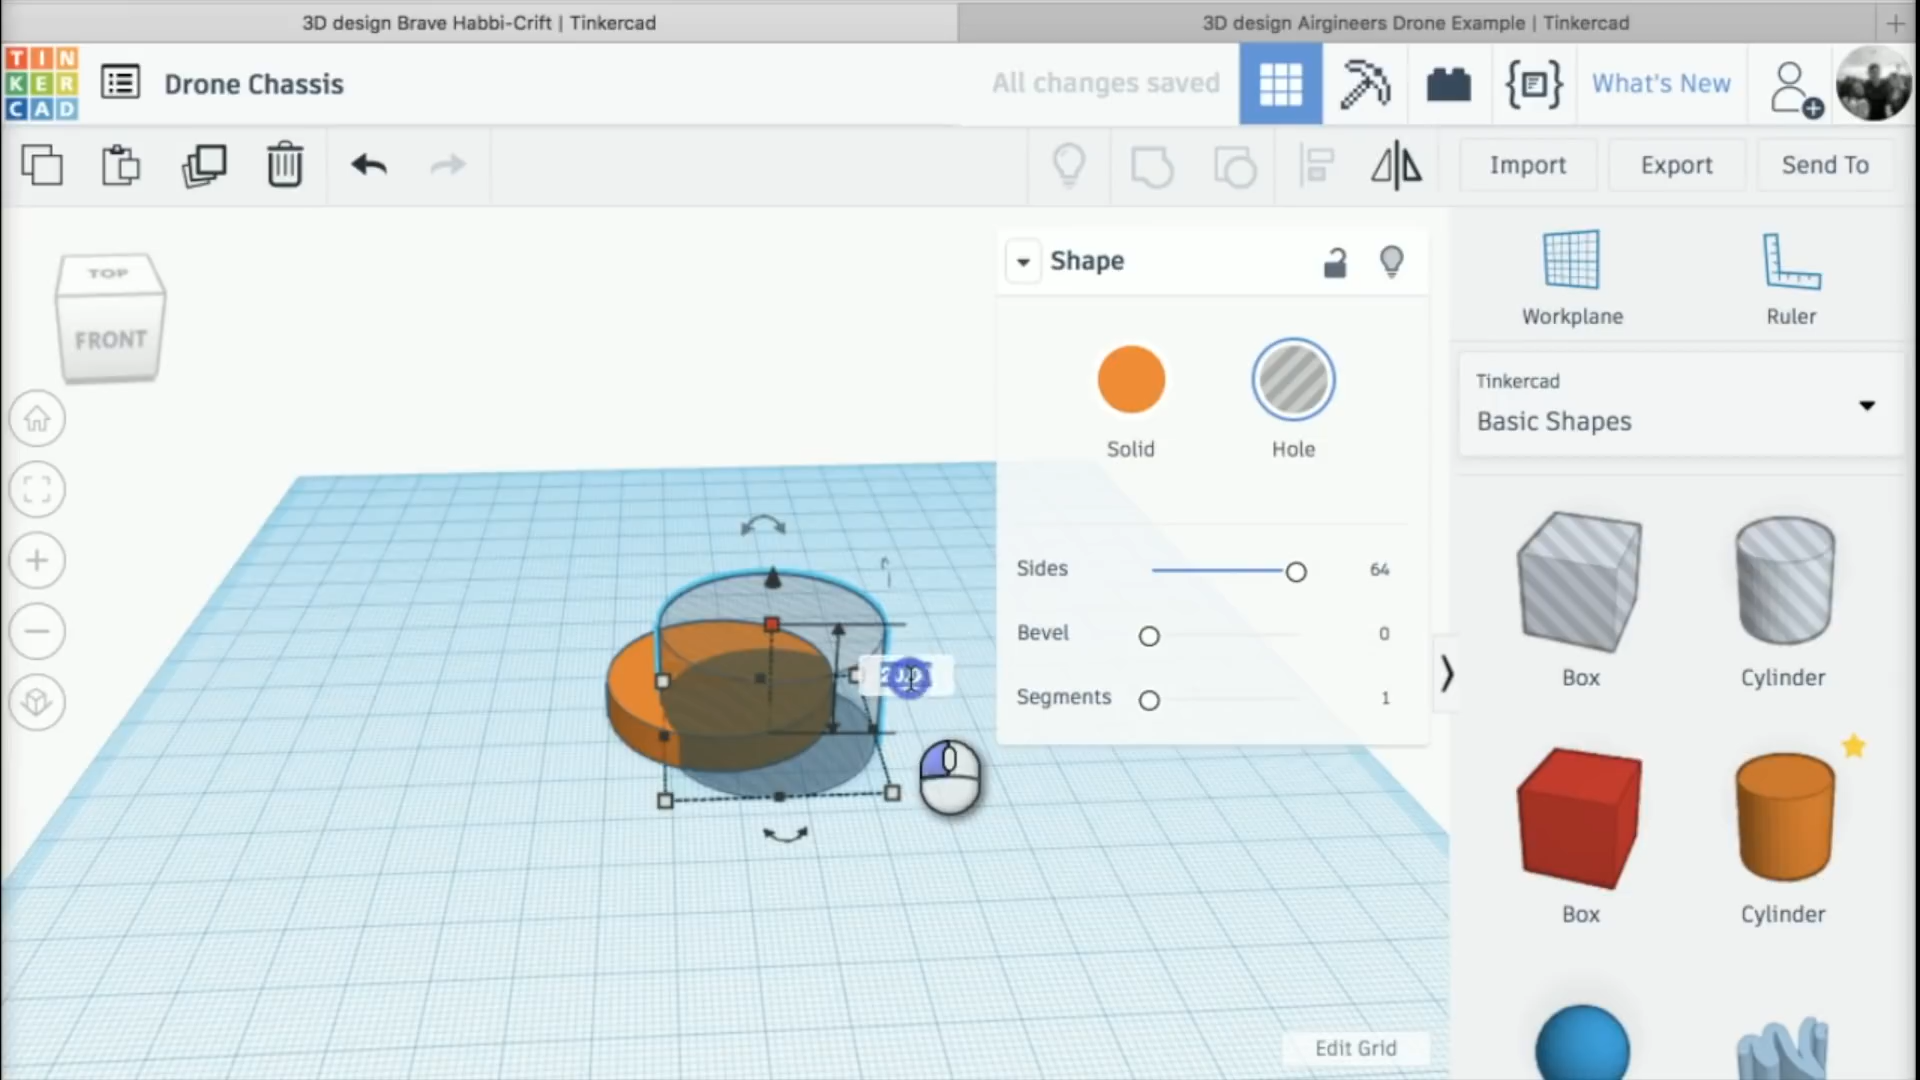 3D design Brave Habbi-Crift | Tinkercad
3D design Airgineers Drone Example | Tinkercad
TIN
KER
CAD
Drone Chassis
All changes saved
What's New
Import
Export
Send To
TOP
FRONT
Shape
Solid
Hole
Sides
64
Bevel
0
Segments
1
Workplane
Ruler
Tinkercad
Basic Shapes
Box
Cylinder
Box
Cylinder
Edit Grid